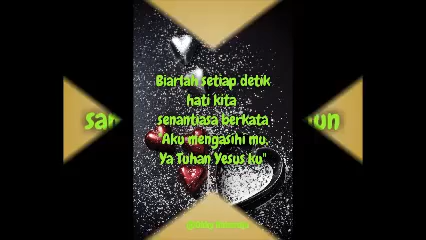 Biarlah setiap detik
hati kita
senantiasa berkata
Aku mengasihi mu
Ya Tuhan Yesus ku"